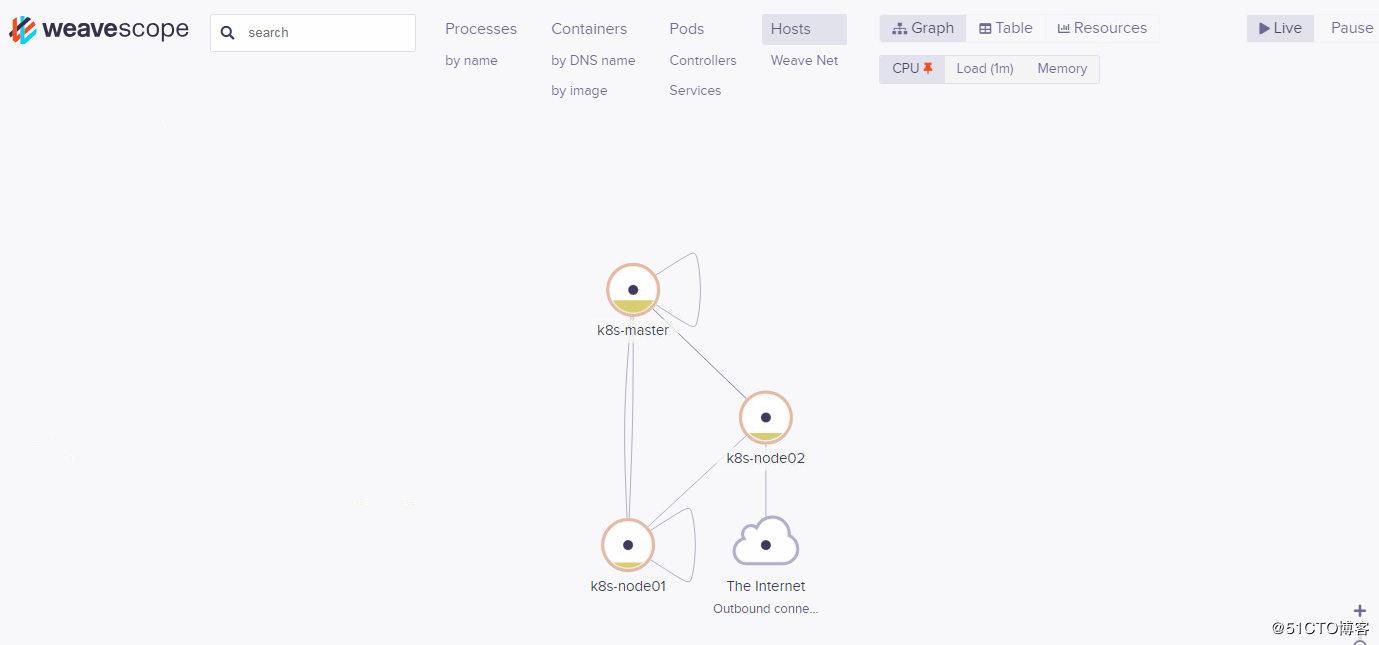 weavescope
search
Processes
by name
Containers
by DNS name
by image
Pods
Controllers
Services
Hosts
Weave Net
Graph
Table
Resources
CPU
Load (1m)
Memory
Live
Pause
k8s-master
k8s-node02
k8s-node01
The Internet
Outbound conne...
@51CTO博客